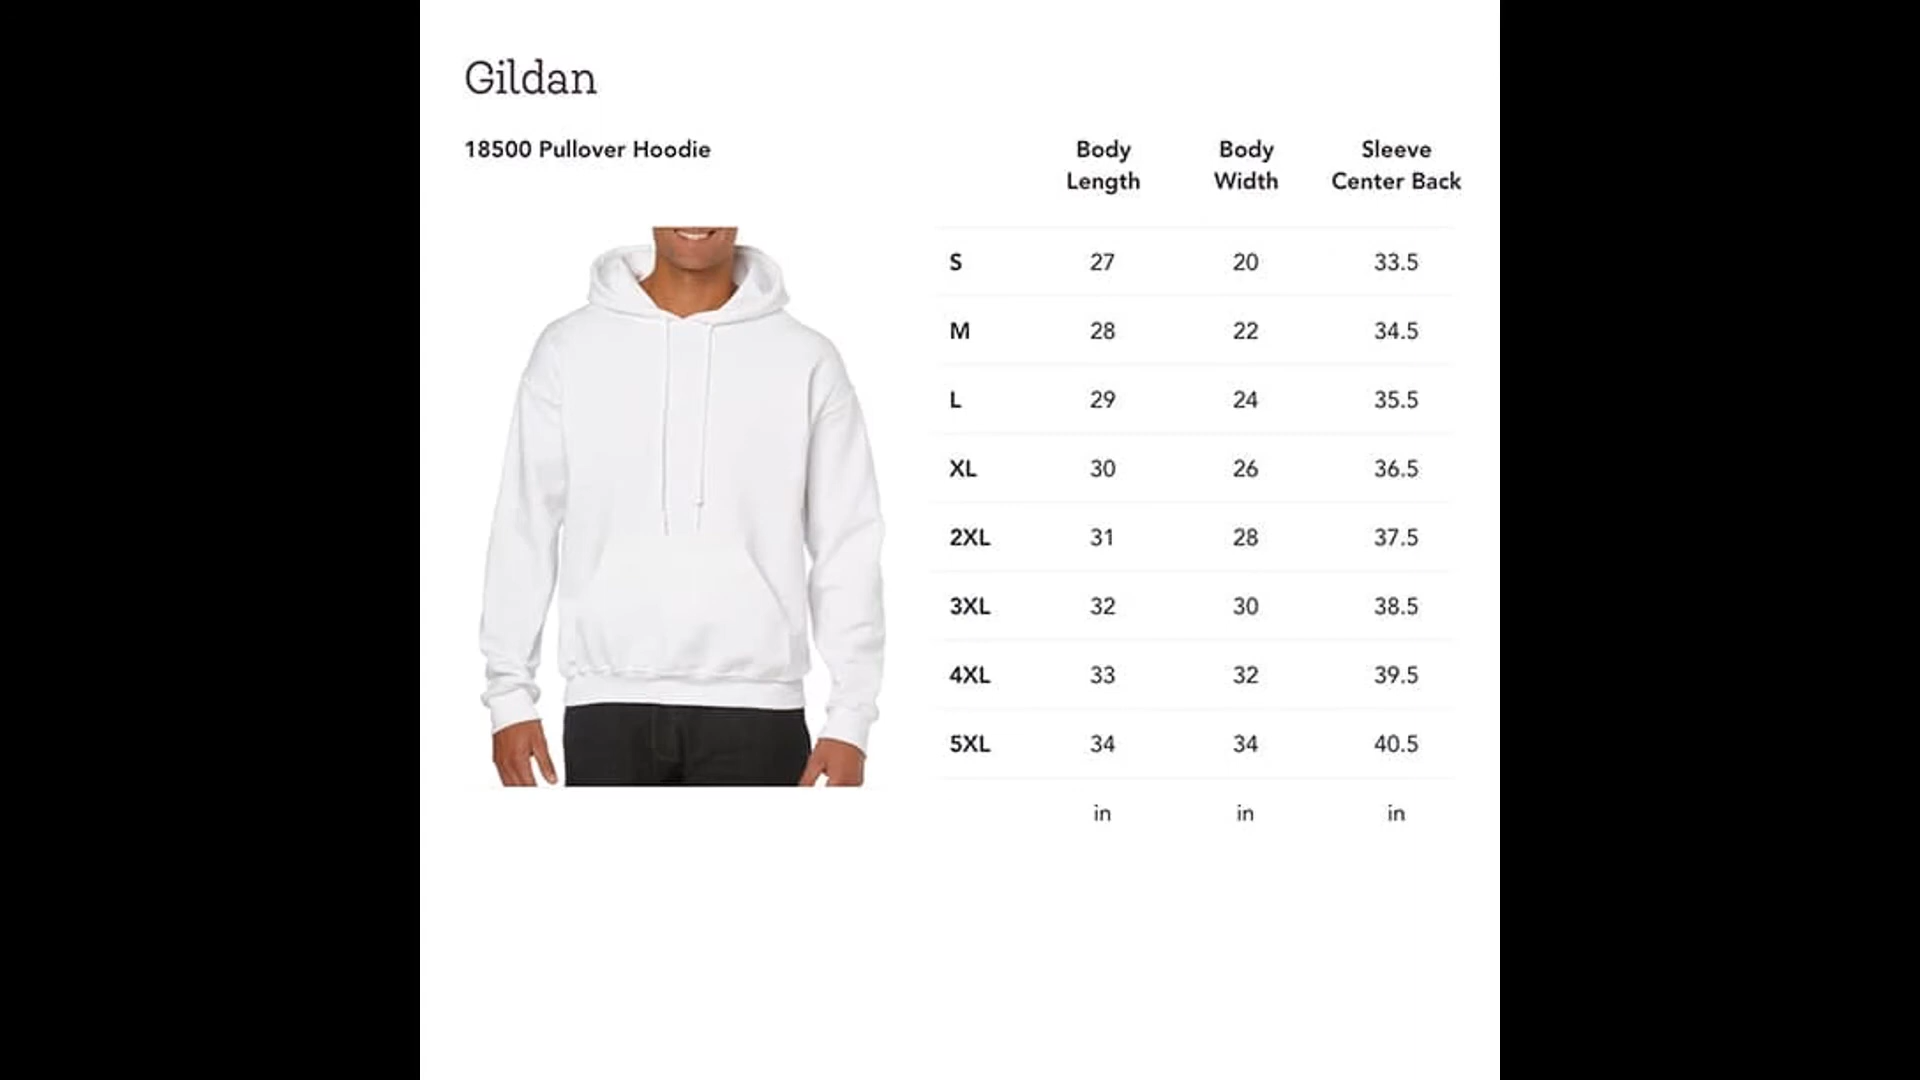 Gildan
18500 Pullover Hoodie
Body Length Body Width Sleeve Center Back
S 27 20 33.5
M 28 22 34.5
L 29 24 35.5
XL 30 26 36.5
2XL 31 28 37.5
3XL 32 30 38.5
4XL 33 32 39.5
5XL 34 34 40.5
in in in